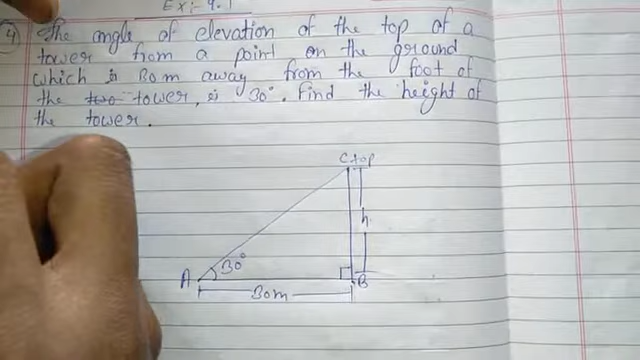 Ex:- 9.1
4 The angle of elevation of the top of a
tower from a point on the ground
which is 30m away from the foot of
the two tower, is 30°. Find the height of
the tower.
C top
h
30°
A
B
30m